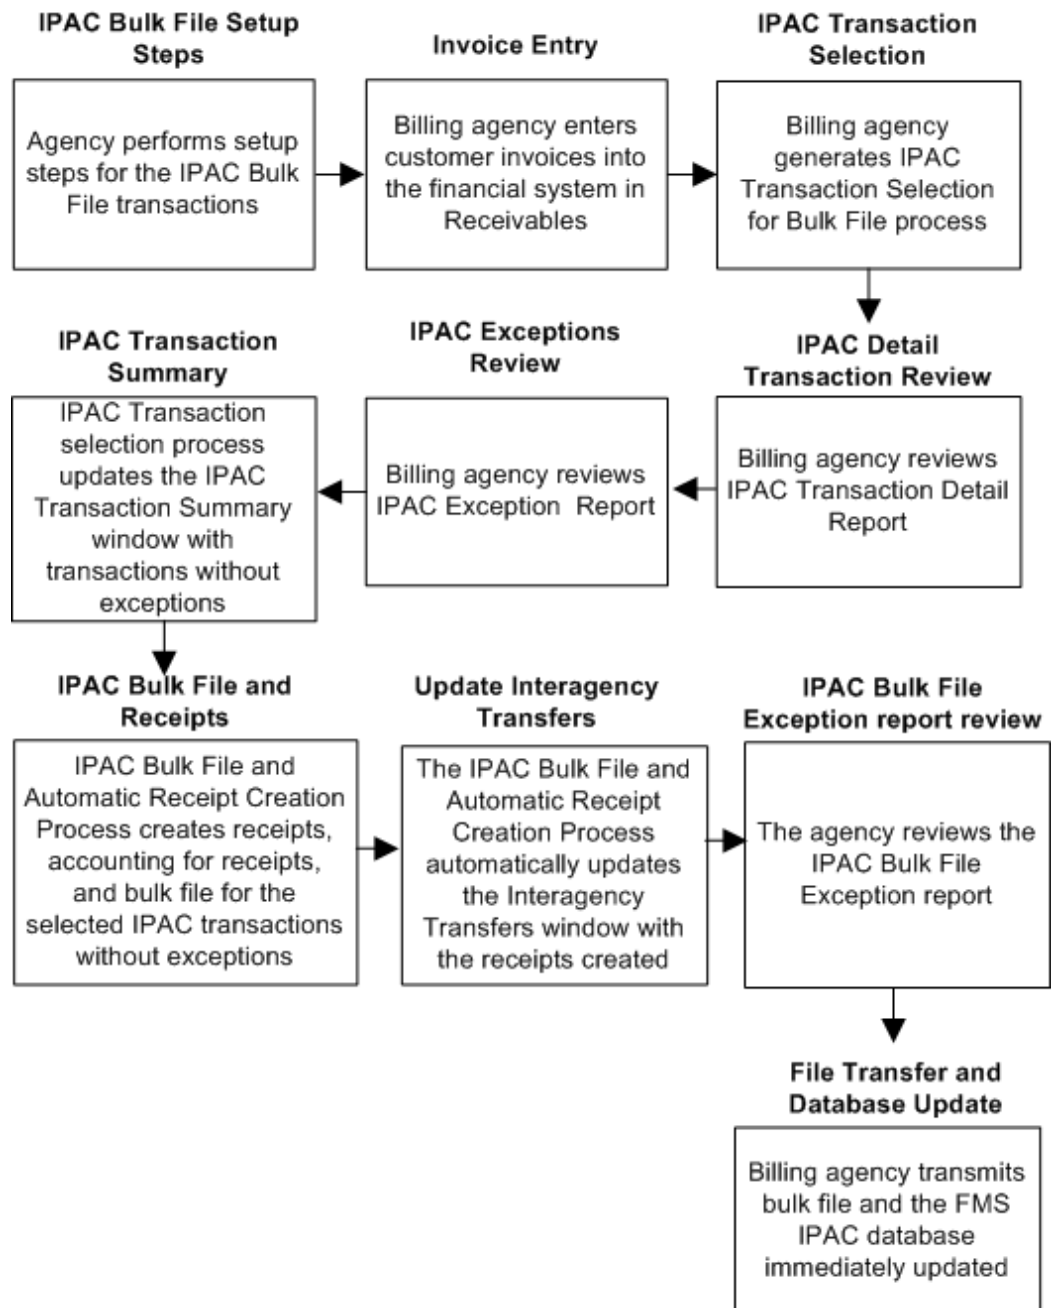 IPAC Bulk File Setup
Steps
Agency performs setup
steps for the IPAC Bulk
File transactions
Invoice Entry
Billing agency enters
customer invoices into
the financial system in
Receivables
IPAC Transaction
Selection
Billing agency
generates IPAC
Transaction Selection
for Bulk File process
IPAC Detail
Transaction Review
Billing agency reviews
IPAC Transaction Detail
Report
IPAC Exceptions
Review
Billing agency reviews
IPAC Exception Report
IPAC Transaction
Summary
IPAC Transaction
selection process
updates the IPAC
Transaction Summary
window with
transactions without
exceptions
IPAC Bulk File and
Receipts
IPAC Bulk File and
Automatic Receipt Creation
Process creates receipts,
accounting for receipts,
and bulk file for the
selected IPAC transactions
without exceptions
Update Interagency
Transfers
The IPAC Bulk File and
Automatic Receipt
Creation Process
automatically updates
the Interagency
Transfers window with
the receipts created
IPAC Bulk File
Exception report review
The agency reviews the
IPAC Bulk File
Exception report
File Transfer and
Database Update
Billing agency transmits
bulk file and the FMS
IPAC database
immediately updated